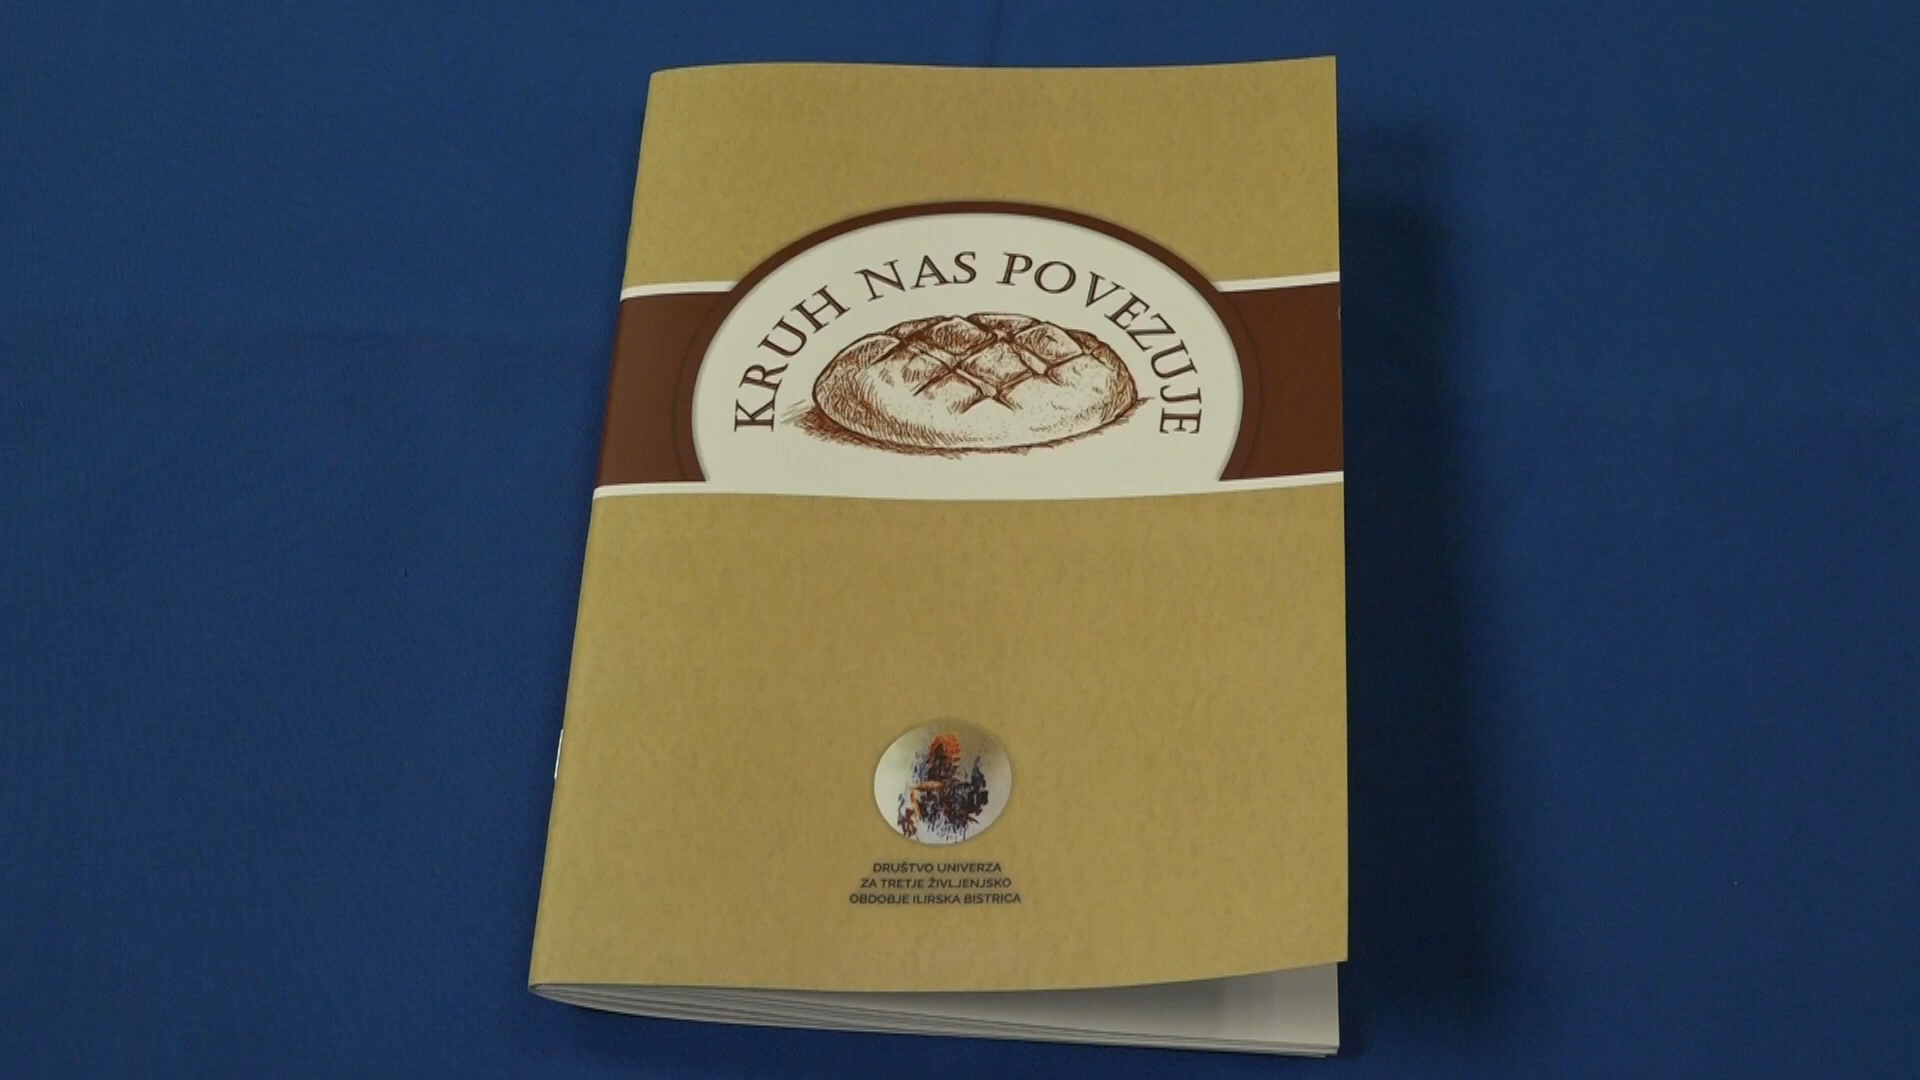 KRUH NAS POVEZUJE
DRUŠTVO UNIVERZA
ZA TRETJE ŽIVLJENJSKO
OBDOBJE ILIRSKA BISTRICA